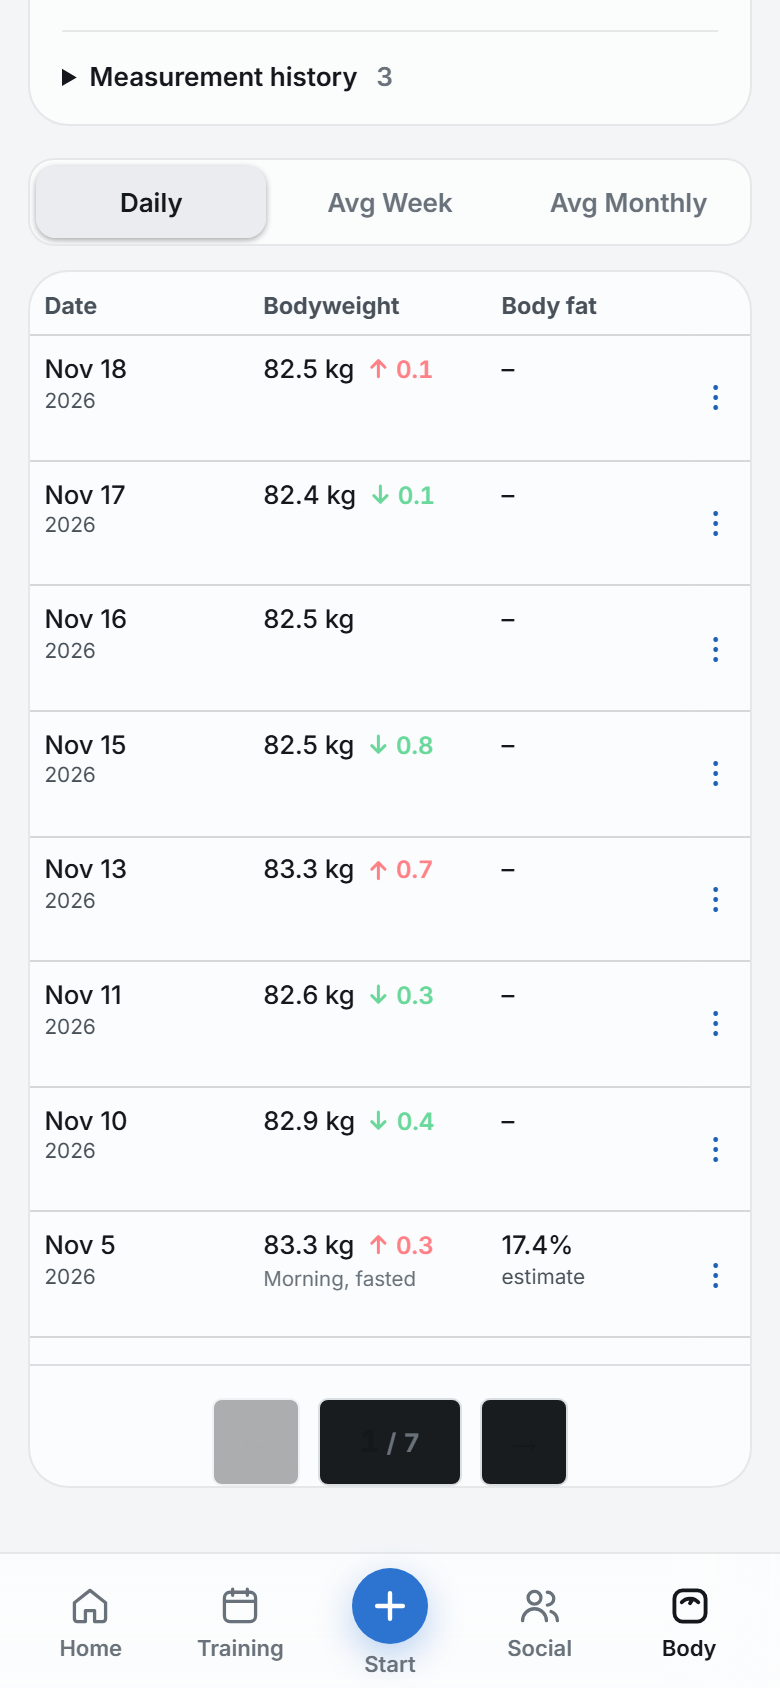 Measurement history 3
Daily Avg Week Avg Monthly
Date Bodyweight Body fat
Nov 18 82.5 kg ↑ 0.1 –
2026
Nov 17 82.4 kg ↓ 0.1 –
2026
Nov 16 82.5 kg –
2026
Nov 15 82.5 kg ↓ 0.8 –
2026
Nov 13 83.3 kg ↑ 0.7 –
2026
Nov 11 82.6 kg ↓ 0.3 –
2026
Nov 10 82.9 kg ↓ 0.4 –
2026
Nov 5 83.3 kg ↑ 0.3 17.4%
2026 Morning, fasted estimate
1 / 7
Home Training Start Social Body